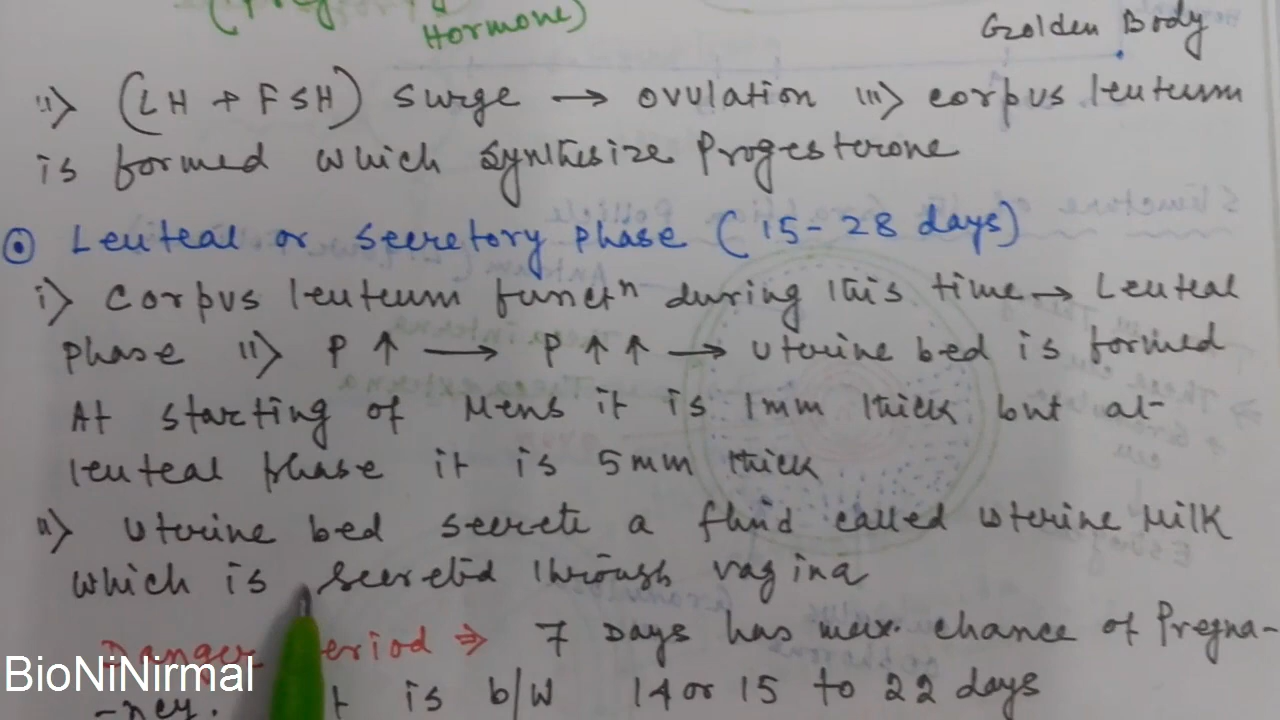 Hormone)
Golden Body
ii> (LH + FSH) surge → ovulation iii> corpus leuteum
is formed which synthesize Progesterone
Leuteal or secretory phase (15-28 days)
i> corpus leuteum functⁿ during this time → Leuteal
phase ii> P ↑ → P ↑ ↑ → uterine bed is formed
At starting of Mens it is 1mm thick but at-
leuteal phase it is 5mm thick
ii> Uterine bed secrete a fluid called uterine Milk
which is secreted through vagina
Danger eriod ⇒ 7 Days has max. chance of Pregna-
-ncy. t is b/w 14 or 15 to 22 days
BioNiNirmal